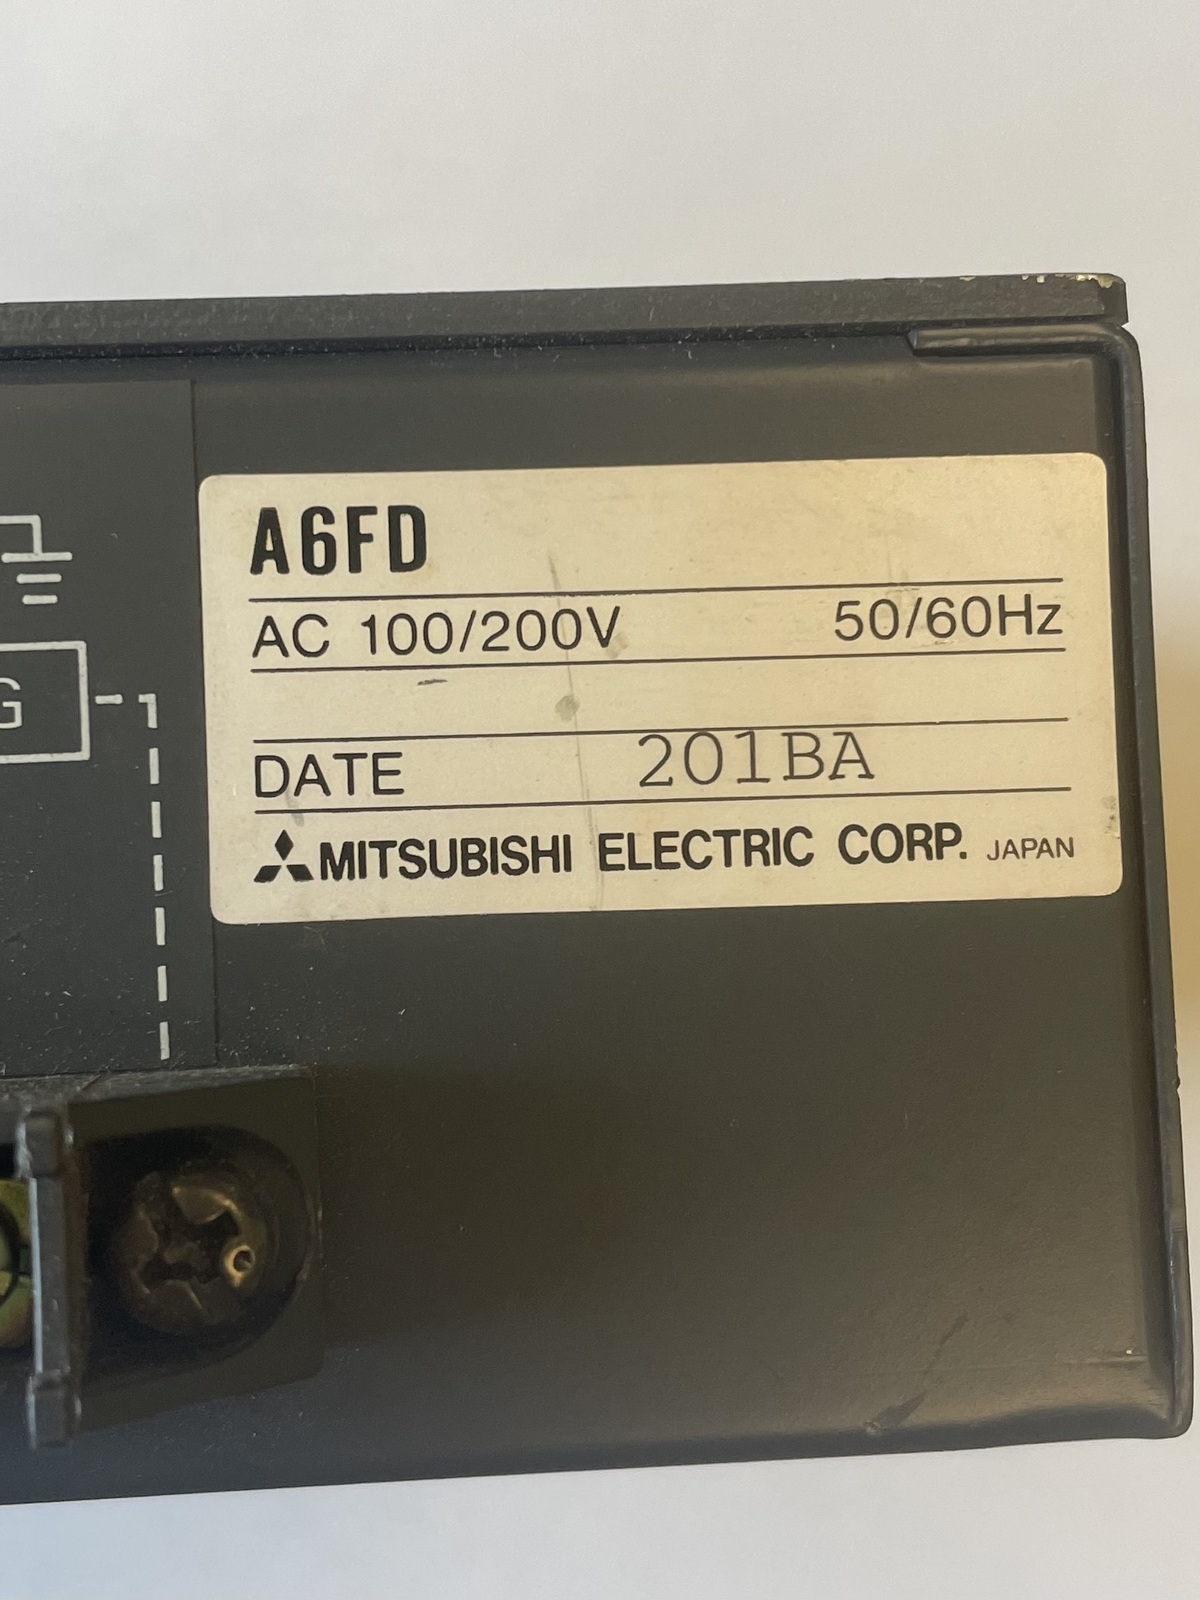 A6FD
AC 100/200V 50/60Hz
G
DATE 201BA
MITSUBISHI ELECTRIC CORP. JAPAN